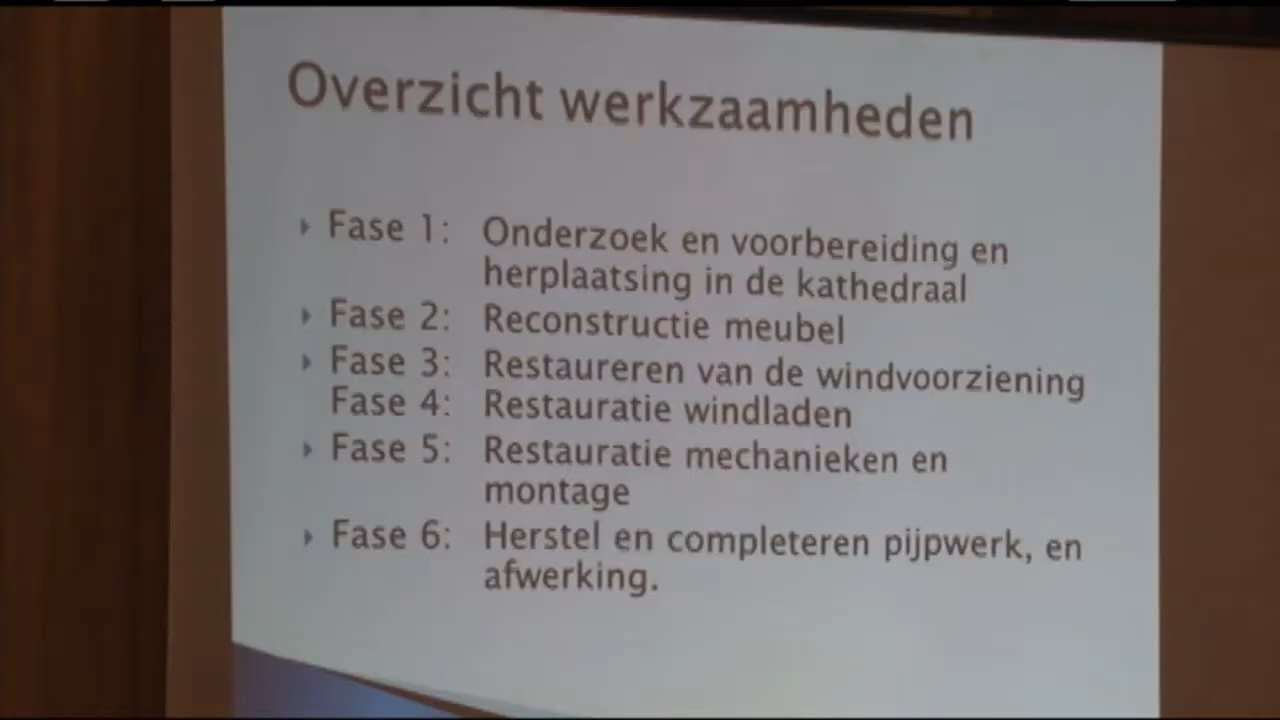 Overzicht werkzaamheden
Fase 1: Onderzoek en voorbereiding en
herplaatsing in de kathedraal
Fase 2: Reconstructie meubel
Fase 3: Restaureren van de windvoorziening
Fase 4: Restauratie windladen
Fase 5: Restauratie mechanieken en
montage
Fase 6: Herstel en completeren pijpwerk, en
afwerking.